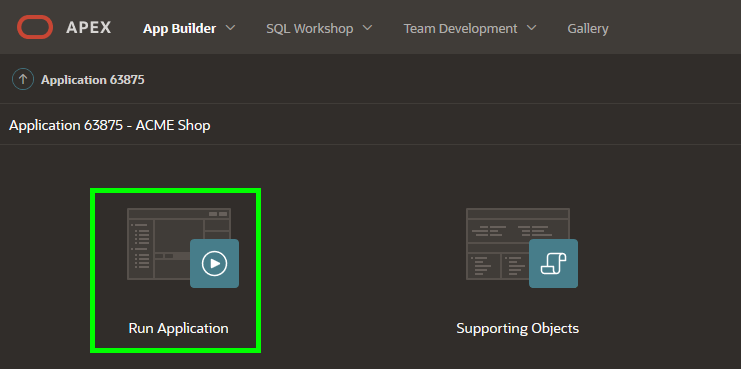 APEX App Builder SQL Workshop Team Development Gallery
Application 63875
Application 63875 - ACME Shop
Run Application Supporting Objects